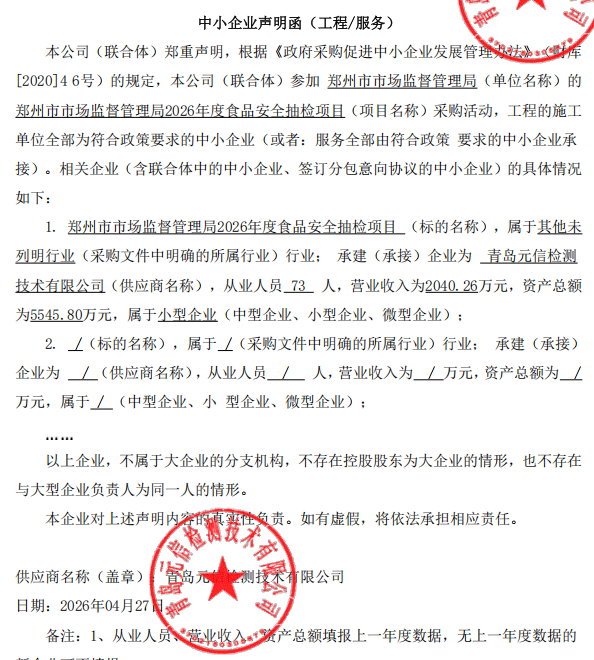 中小企业声明函（工程/服务）
本公司（联合体）郑重声明，根据《政府采购促进中小企业发展管理办法》（财库
[2020]4 6号）的规定，本公司（联合体）参加 郑州市市场监督管理局（单位名称）的
郑州市市场监督管理局2026年度食品安全抽检项目（项目名称）采购活动，工程的施工
单位全部为符合政策要求的中小企业（或者：服务全部由符合政策 要求的中小企业承
接）。相关企业（含联合体中的中小企业、签订分包意向协议的中小企业）的具体情况
如下：
1. 郑州市市场监督管理局2026年度食品安全抽检项目 （标的名称），属于其他未
列明行业（采购文件中明确的所属行业）行业； 承建（承接）企业为 青岛元信检测
技术有限公司（供应商名称），从业人员 73 人，营业收入为2040.26万元，资产总额
为5545.80万元，属于小型企业（中型企业、小型企业、微型企业）；
2. /（标的名称），属于 /（采购文件中明确的所属行业）行业； 承建（承接）
企业为 /（供应商名称），从业人员 / 人，营业收入为 / 万元，资产总额为 /
万元，属于 / （中型企业、小 型企业、微型企业）；
……
以上企业，不属于大企业的分支机构，不存在控股股东为大企业的情形，也不存在
与大型企业负责人为同一人的情形。
本企业对上述声明内容的真实性负责。如有虚假，将依法承担相应责任。
青岛元信检测技术有限公司
供应商名称（盖章）：青岛元信检测技术有限公司
日期：2026年04月27日
备注：1、从业人员、营业收入、资产总额填报上一年度数据，无上一年度数据的